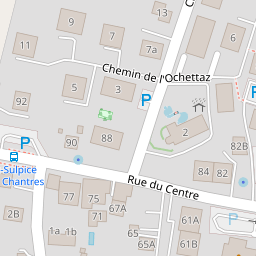 6
9
7
11
7a
Chemin de l'Ochettaz
5
3
P
P
92
2
88
90
P
82B
-Sulpice
Chantres
84
82
Rue du Centre
77
75
67A
2B
71
61A
P
1a
1b
65
65A
61B